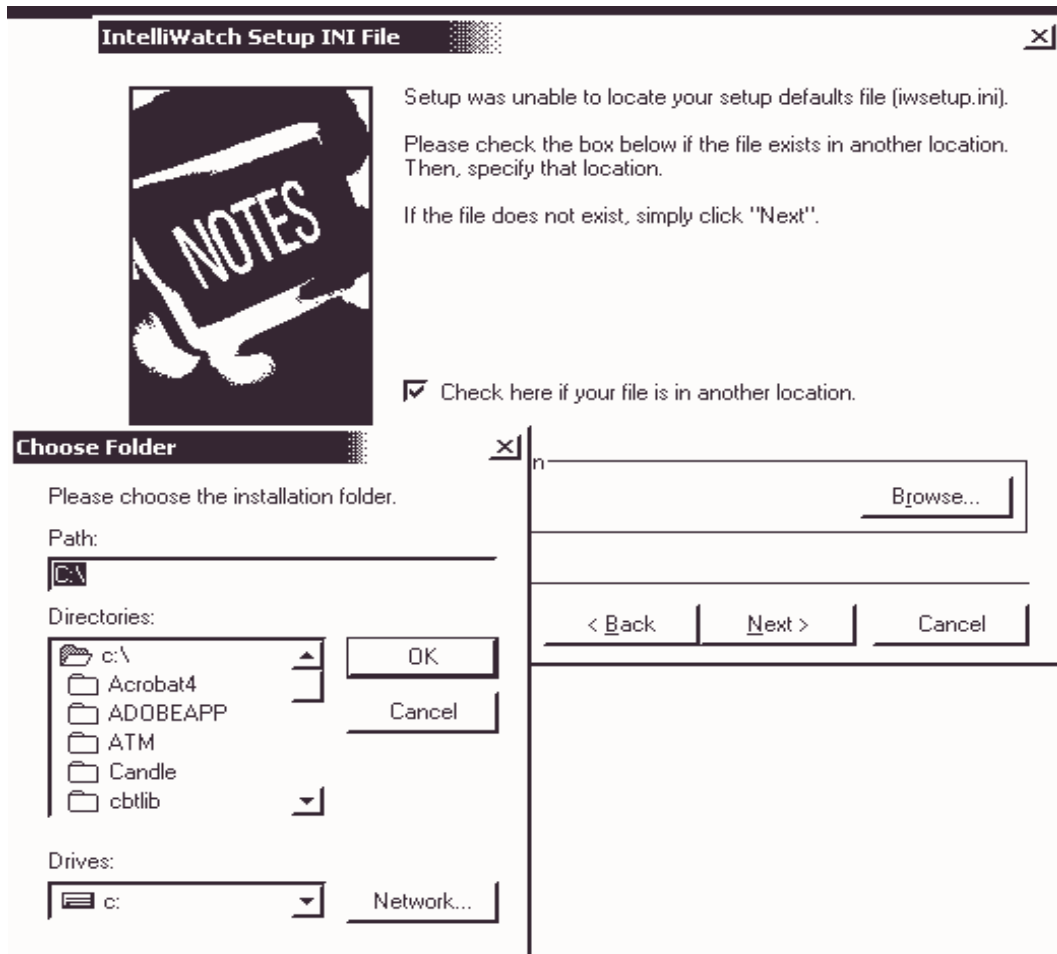 IntelliWatch Setup INI File
Setup was unable to locate your setup defaults file (iwsetup.ini).
Please check the box below if the file exists in another location.
Then, specify that location.
If the file does not exist, simply click "Next".
NOTES
Check here if your file is in another location.
n
Browse...
< Back
Next >
Cancel
Choose Folder
Please choose the installation folder.
Path:
C:\
Directories:
c:\
Acrobat4
ADOBEAPP
ATM
Candle
cbtlib
OK
Cancel
Drives:
c:
Network...